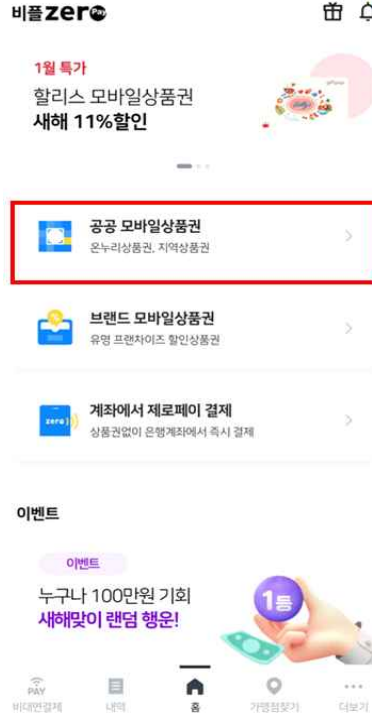 비플zeroPay
1월 특가
할리스 모바일상품권
새해 11%할인
공공 모바일상품권
온누리상품권, 지역상품권
브랜드 모바일상품권
유명 프랜차이즈 할인상품권
zero
계좌에서 제로페이 결제
상품권없이 은행계좌에서 즉시 결제
이벤트
이벤트
누구나 100만원 기회
새해맞이 랜덤 행운!
1등
PAY
비대면결제
내역
홈
가맹점찾기
더보기